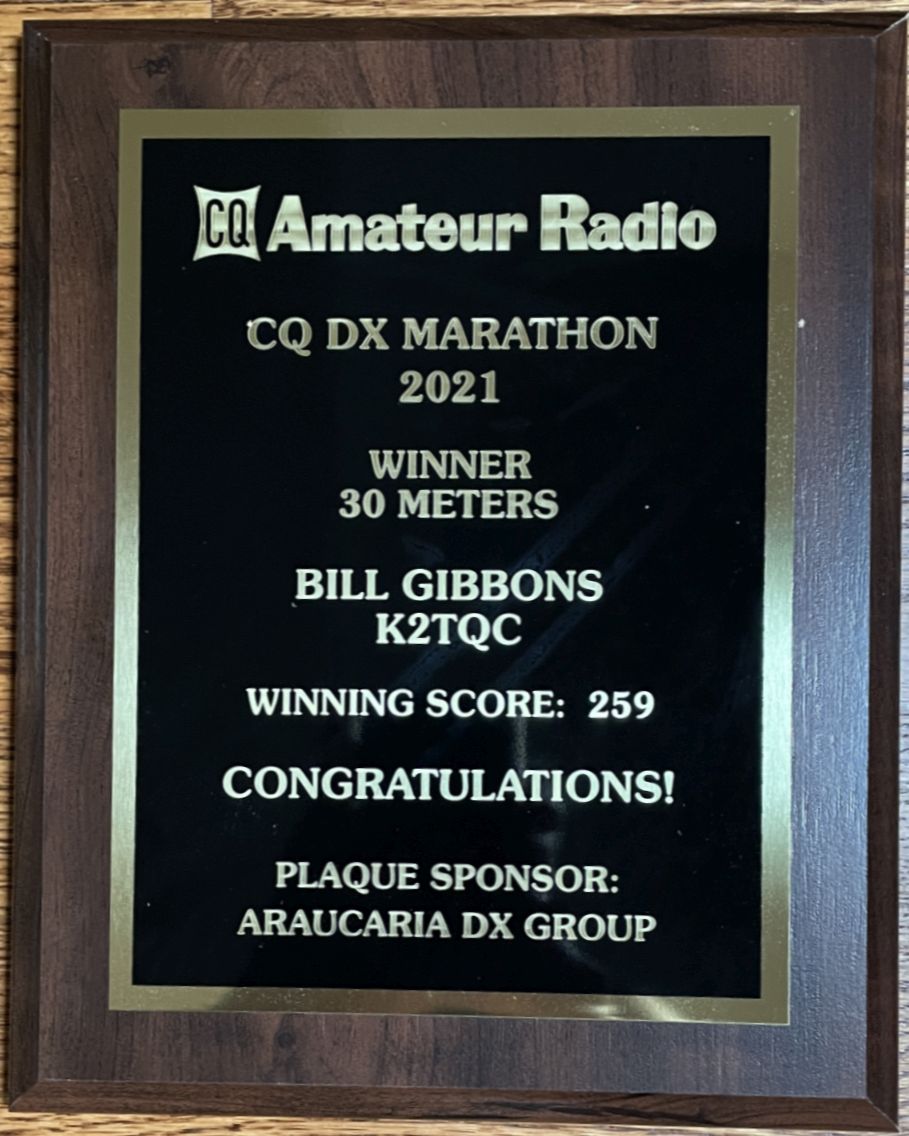 CQ Amateur Radio
CQ DX MARATHON
2021
WINNER
30 METERS
BILL GIBBONS
K2TQC
WINNING SCORE: 259
CONGRATULATIONS!
PLAQUE SPONSOR:
ARAUCARIA DX GROUP